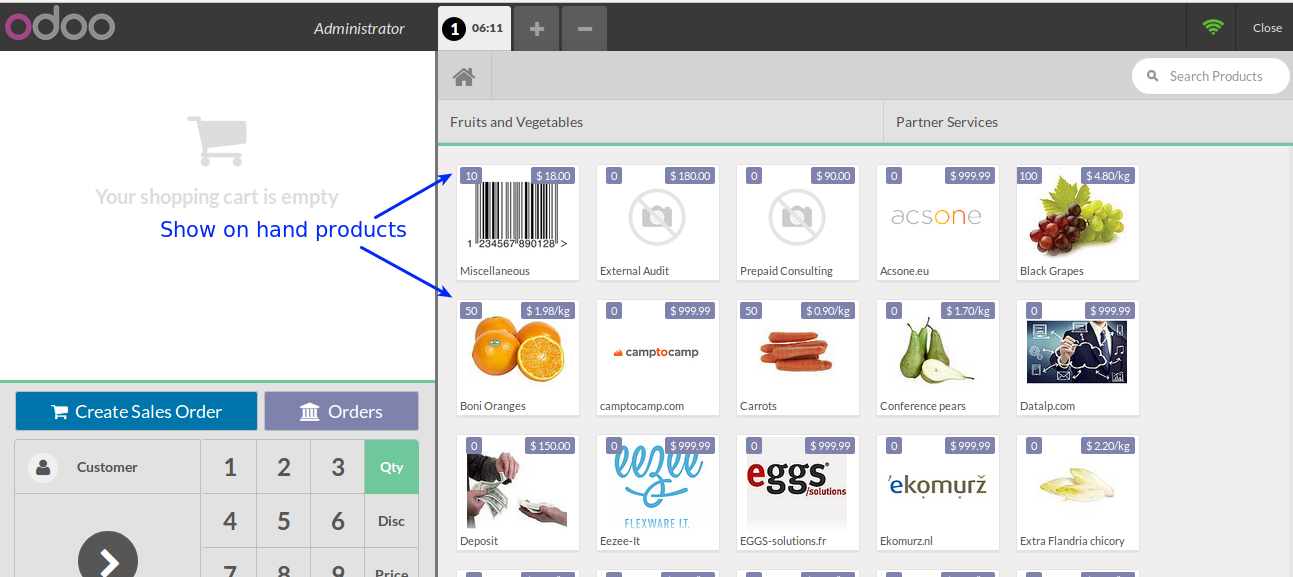 odoo
Administrator
1 06:11
Close
Search Products
Fruits and Vegetables
Partner Services
Your shopping cart is empty
Show on hand products
10 $ 18.00
1 234567 890128 >
Miscellaneous
0 $ 180.00
External Audit
0 $ 90.00
Prepaid Consulting
0 $ 999.99
acsone
Acsone.eu
100 $ 4.80/kg
Black Grapes
50 $ 1.98/kg
Boni Oranges
0 $ 999.99
camptocamp
camptocamp.com
50 $ 0.90/kg
Carrots
0 $ 1.70/kg
Conference pears
0 $ 999.99
Datalp.com
0 $ 150.00
Deposit
0 $ 999.99
eezee
FLEXWARE I.T.
Eezee-It
0 $ 999.99
eggs
/solutions
EGGS-solutions.fr
0 $ 999.99
'ekomurž
Ekomurz.nl
0 $ 2.20/kg
Extra Flandria chicory
Create Sales Order
Orders
Customer
1 2 3 Qty
4 5 6 Disc
7 8 9 Price